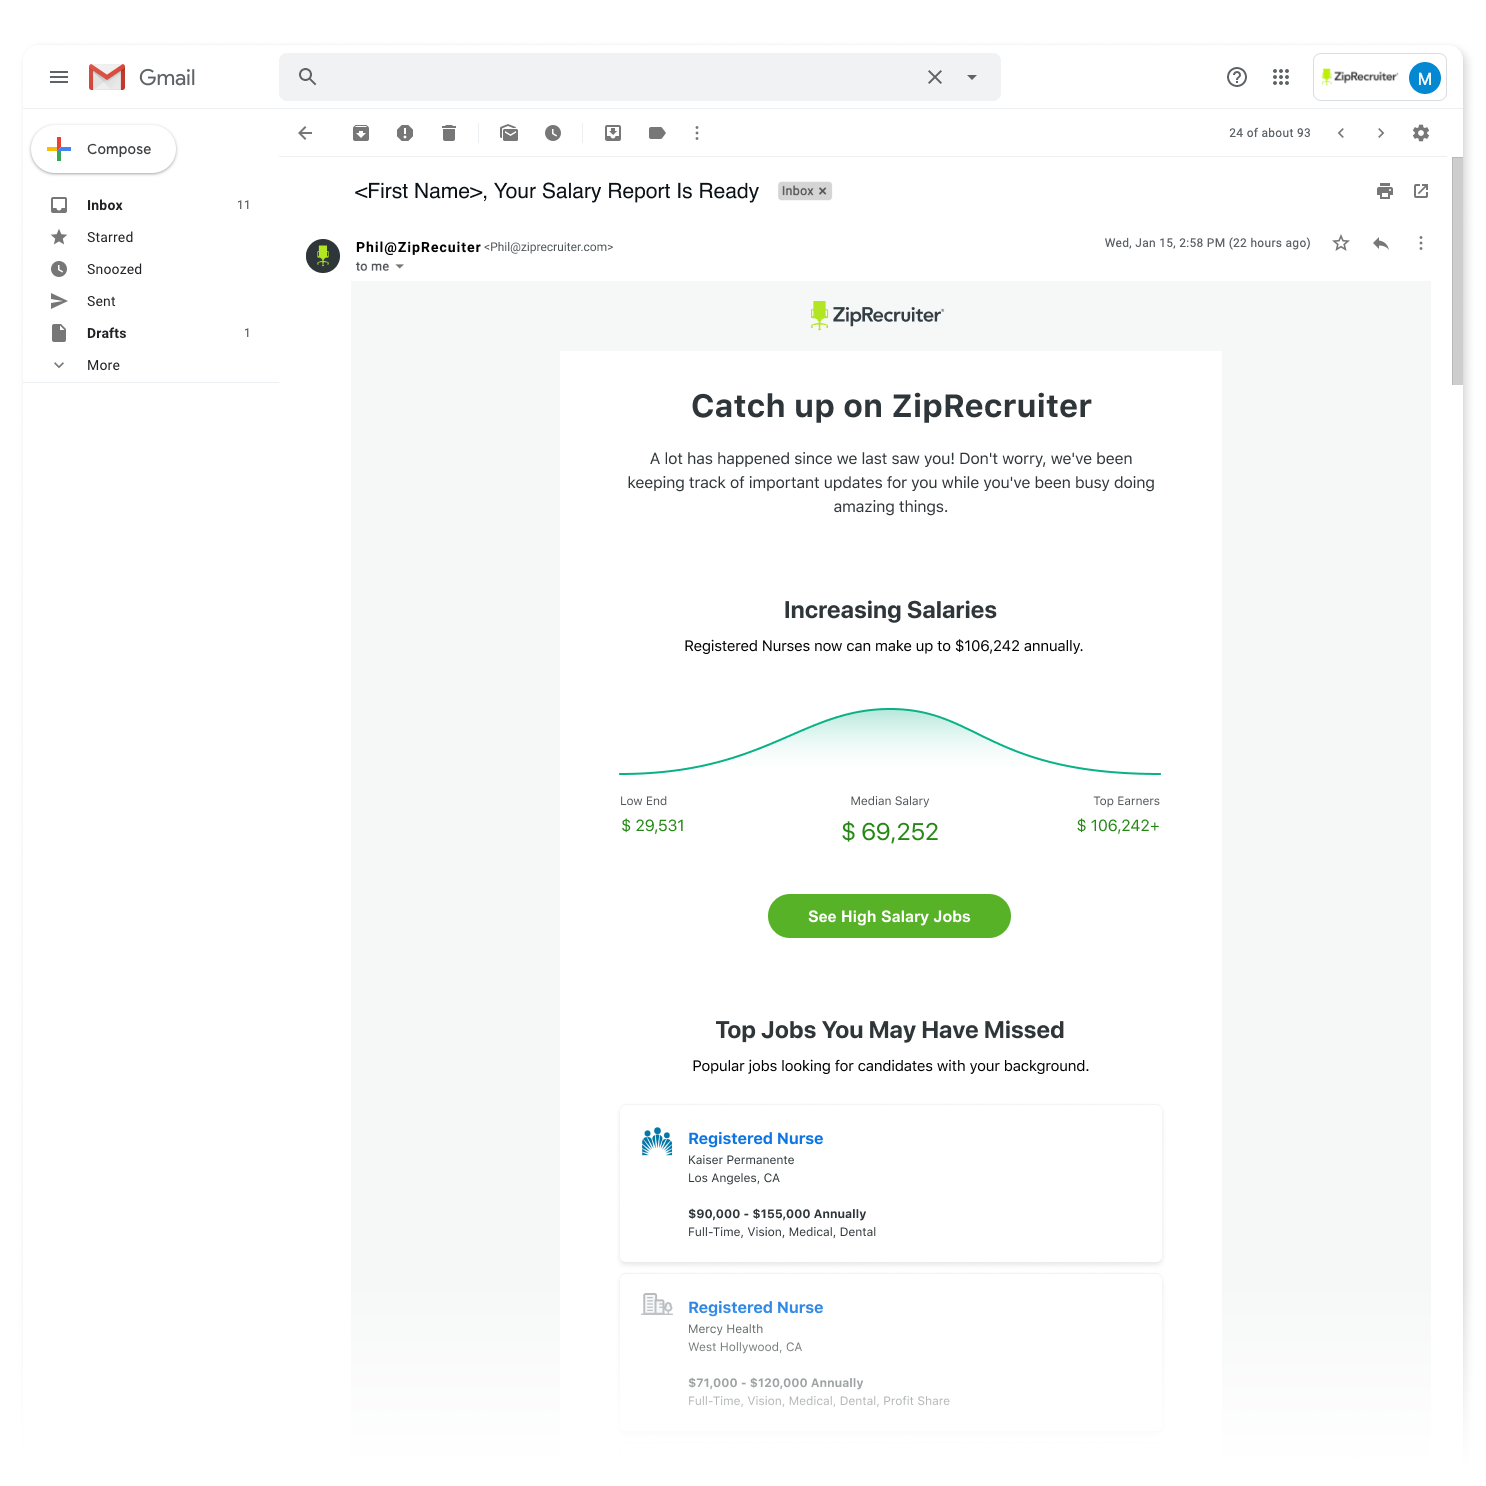 Gmail
ZipRecruiter
M
Compose
24 of about 93
Inbox 11
Starred
Snoozed
Sent
Drafts 1
More
<First Name>, Your Salary Report Is Ready
Inbox ×
Phil@ZipRecuiter <Phil@ziprecruiter.com>
Wed, Jan 15, 2:58 PM (22 hours ago)
to me
ZipRecruiter
Catch up on ZipRecruiter
A lot has happened since we last saw you! Don't worry, we've been
keeping track of important updates for you while you've been busy doing
amazing things.
Increasing Salaries
Registered Nurses now can make up to $106,242 annually.
Low End
Median Salary
Top Earners
$ 29,531
$ 69,252
$ 106,242+
See High Salary Jobs
Top Jobs You May Have Missed
Popular jobs looking for candidates with your background.
Registered Nurse
Kaiser Permanente
Los Angeles, CA
$90,000 - $155,000 Annually
Full-Time, Vision, Medical, Dental
Registered Nurse
Mercy Health
West Hollywood, CA
$71,000 - $120,000 Annually
Full-Time, Vision, Medical, Dental, Profit Share